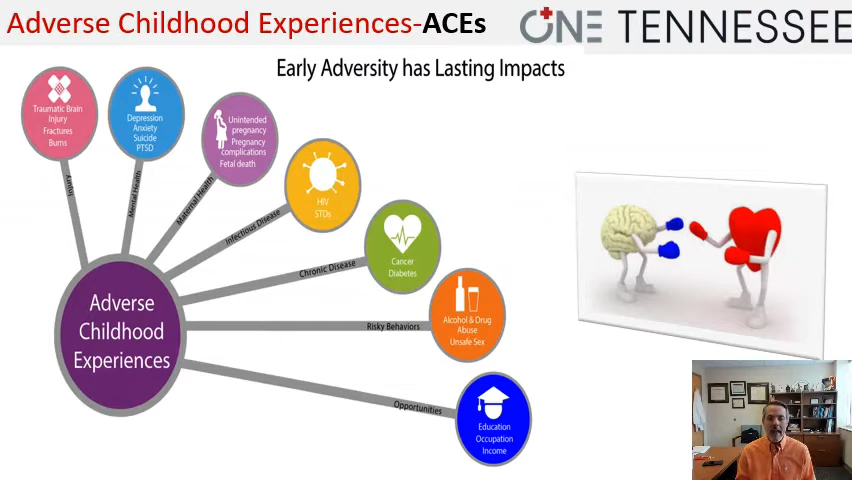 Adverse Childhood Experiences-ACEs
ONE TENNESSEE
Early Adversity has Lasting Impacts
Traumatic Brain
Injury
Fractures
Burns
Depression
Anxiety
Suicide
PTSD
Unintended
pregnancy
Pregnancy
complications
Fetal death
HIV
STDs
Cancer
Diabetes
Alcohol & Drug
Abuse
Unsafe Sex
Education
Occupation
Income
Injury
Mental Health
Maternal Health
Infectious Disease
Chronic Disease
Risky Behaviors
Opportunities
Adverse
Childhood
Experiences